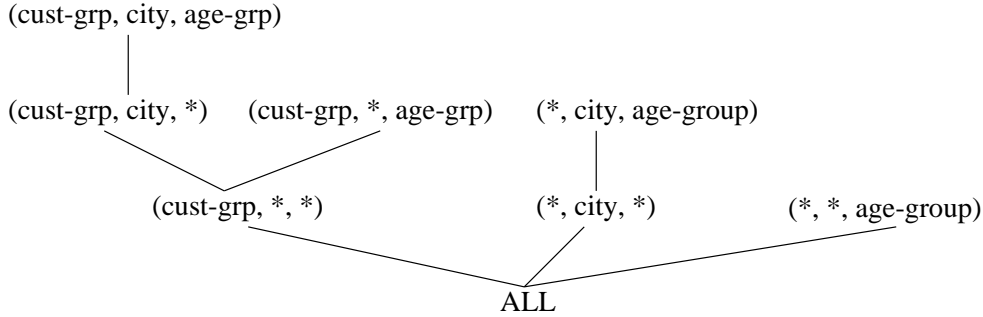 (cust-grp, city, age-grp)
(cust-grp, city, *) (cust-grp, *, age-grp) (*, city, age-group)
(cust-grp, *, *) (*, city, *) (*, *, age-group)
ALL